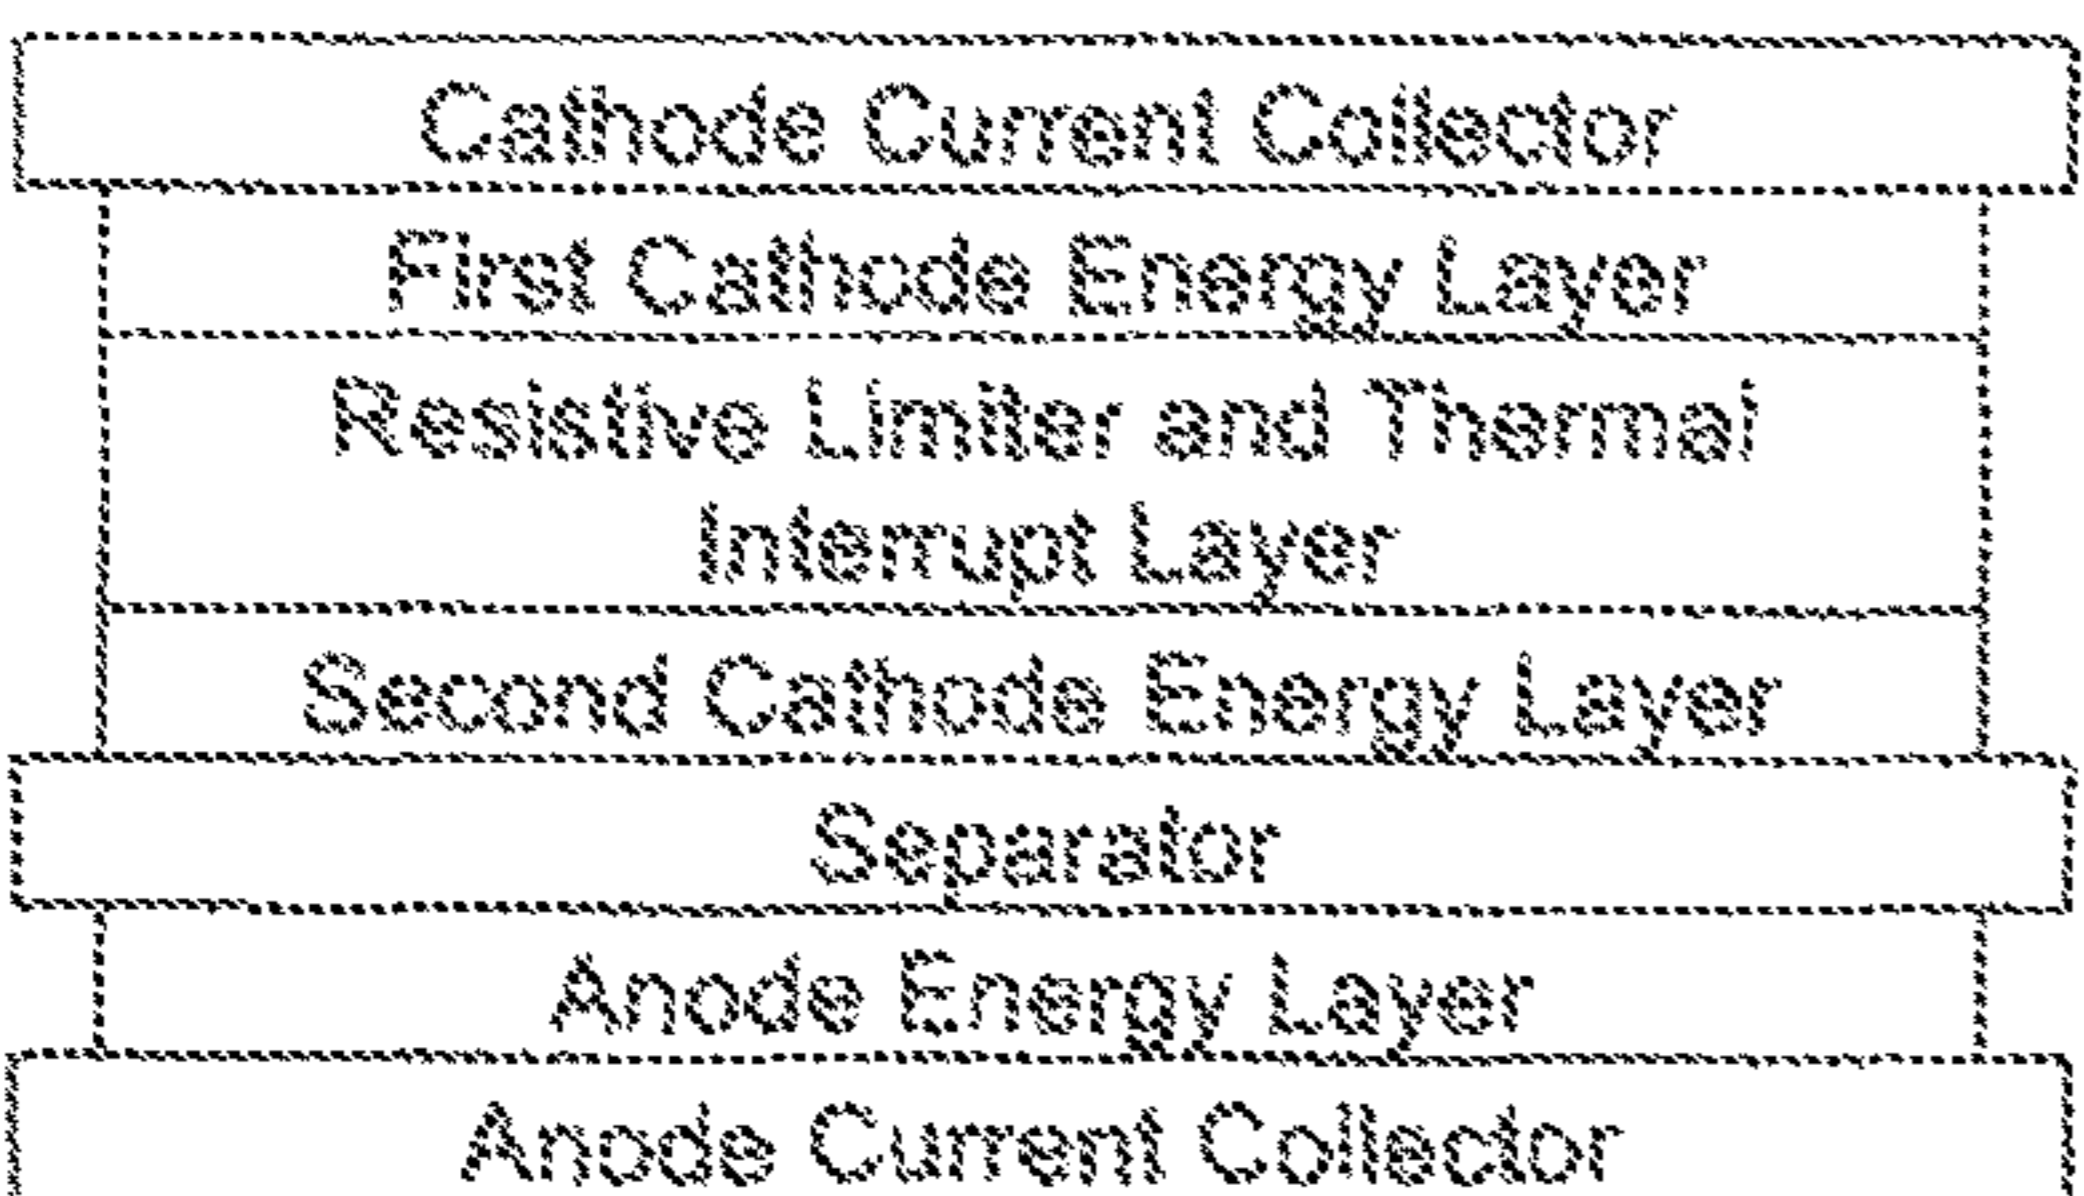 Cathode Current Collector
First Cathode Energy Layer
Resistive Limiter and Thermal
Interrupt Layer
Second Cathode Energy Layer
Separator
Anode Energy Layer
Anode Current Collector